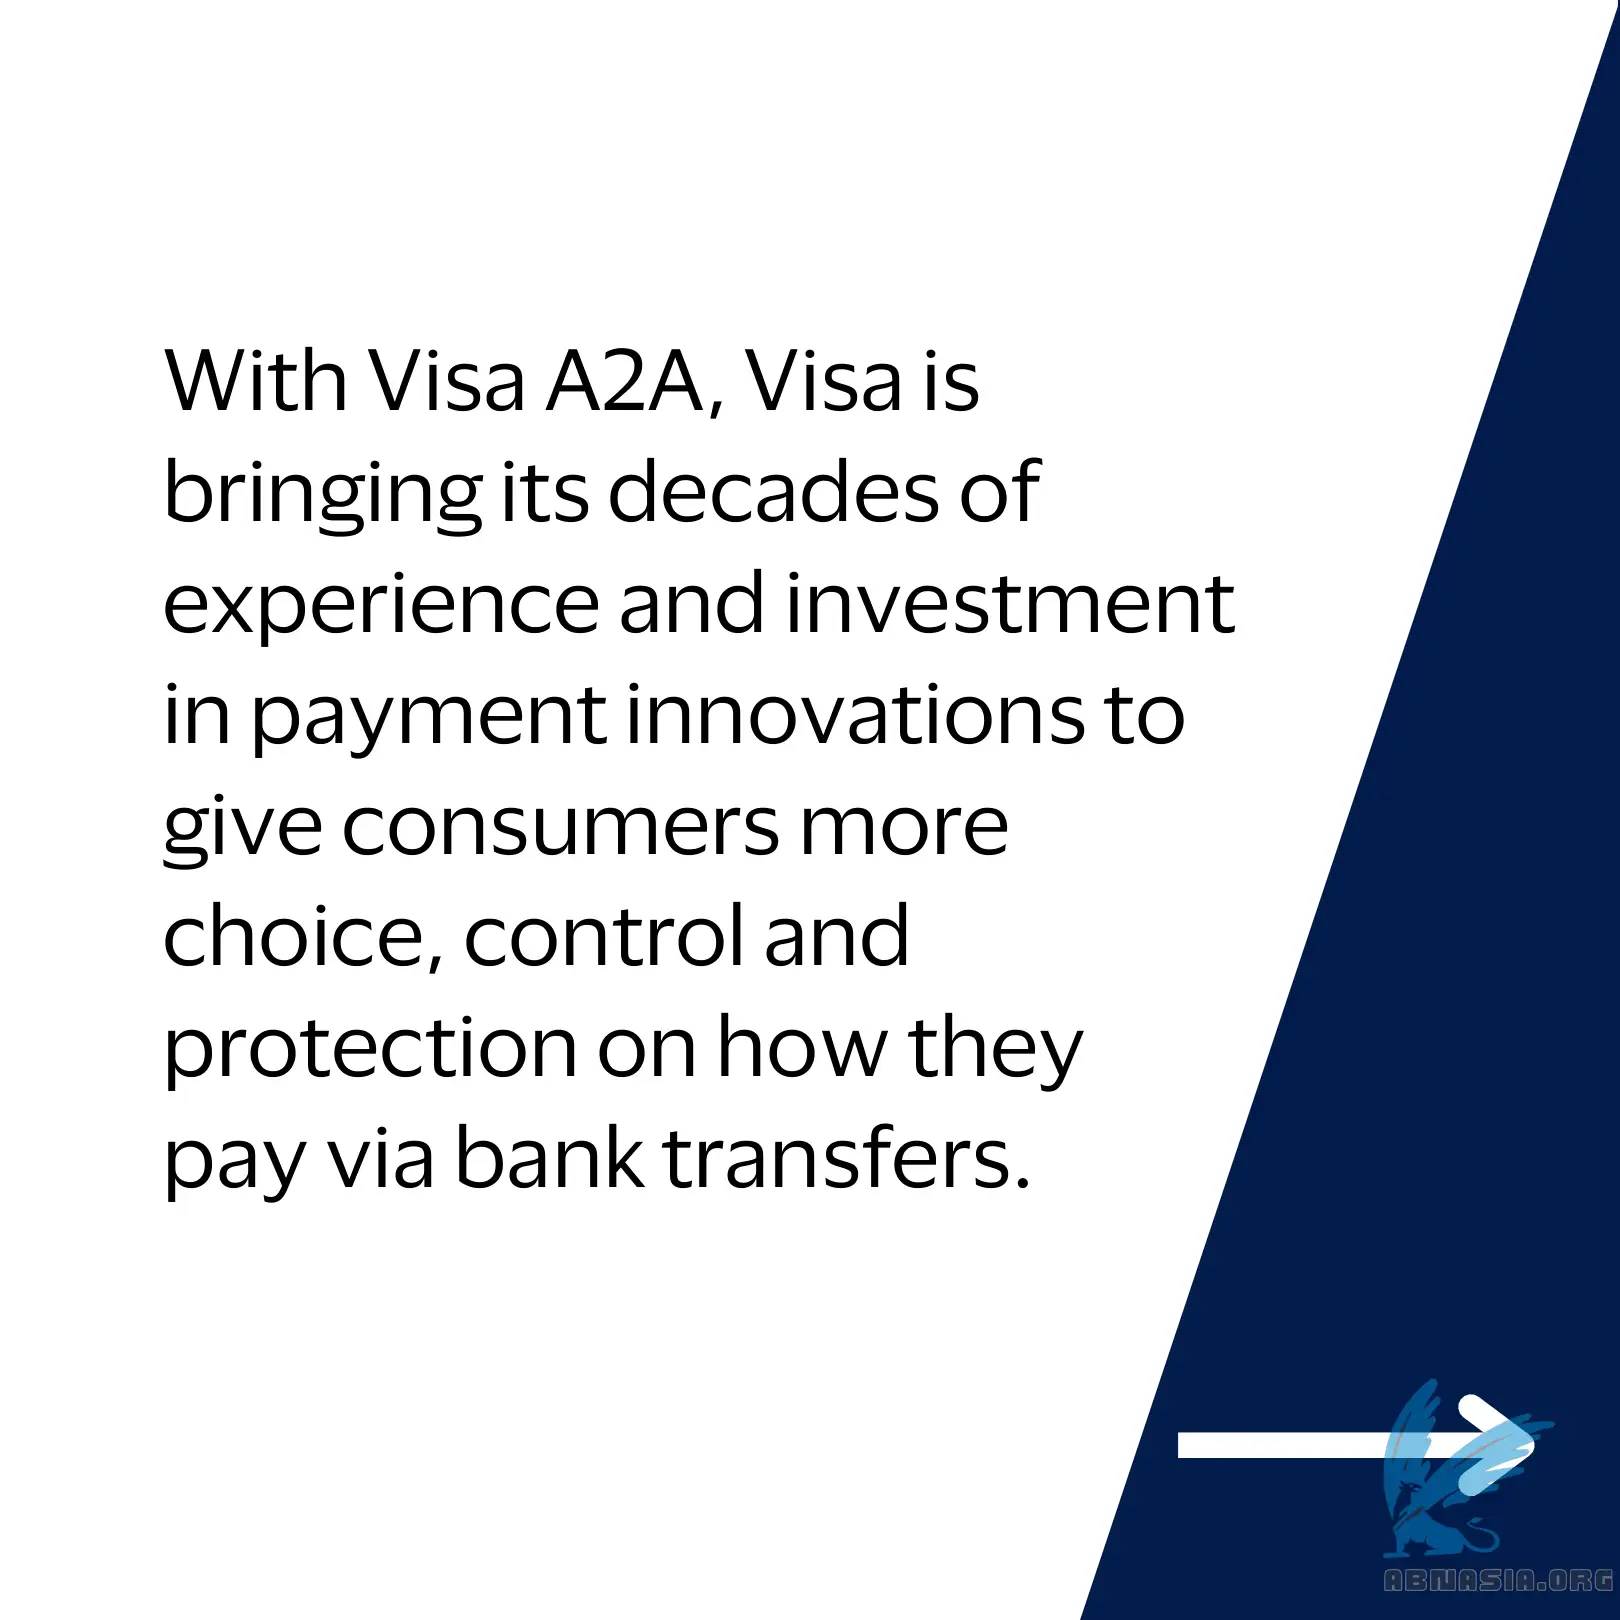 With Visa A2A, Visa is
bringing its decades of
experience and investment
in payment innovations to
give consumers more
choice, control and
protection on how they
pay via bank transfers.
ABNASIA.ORG